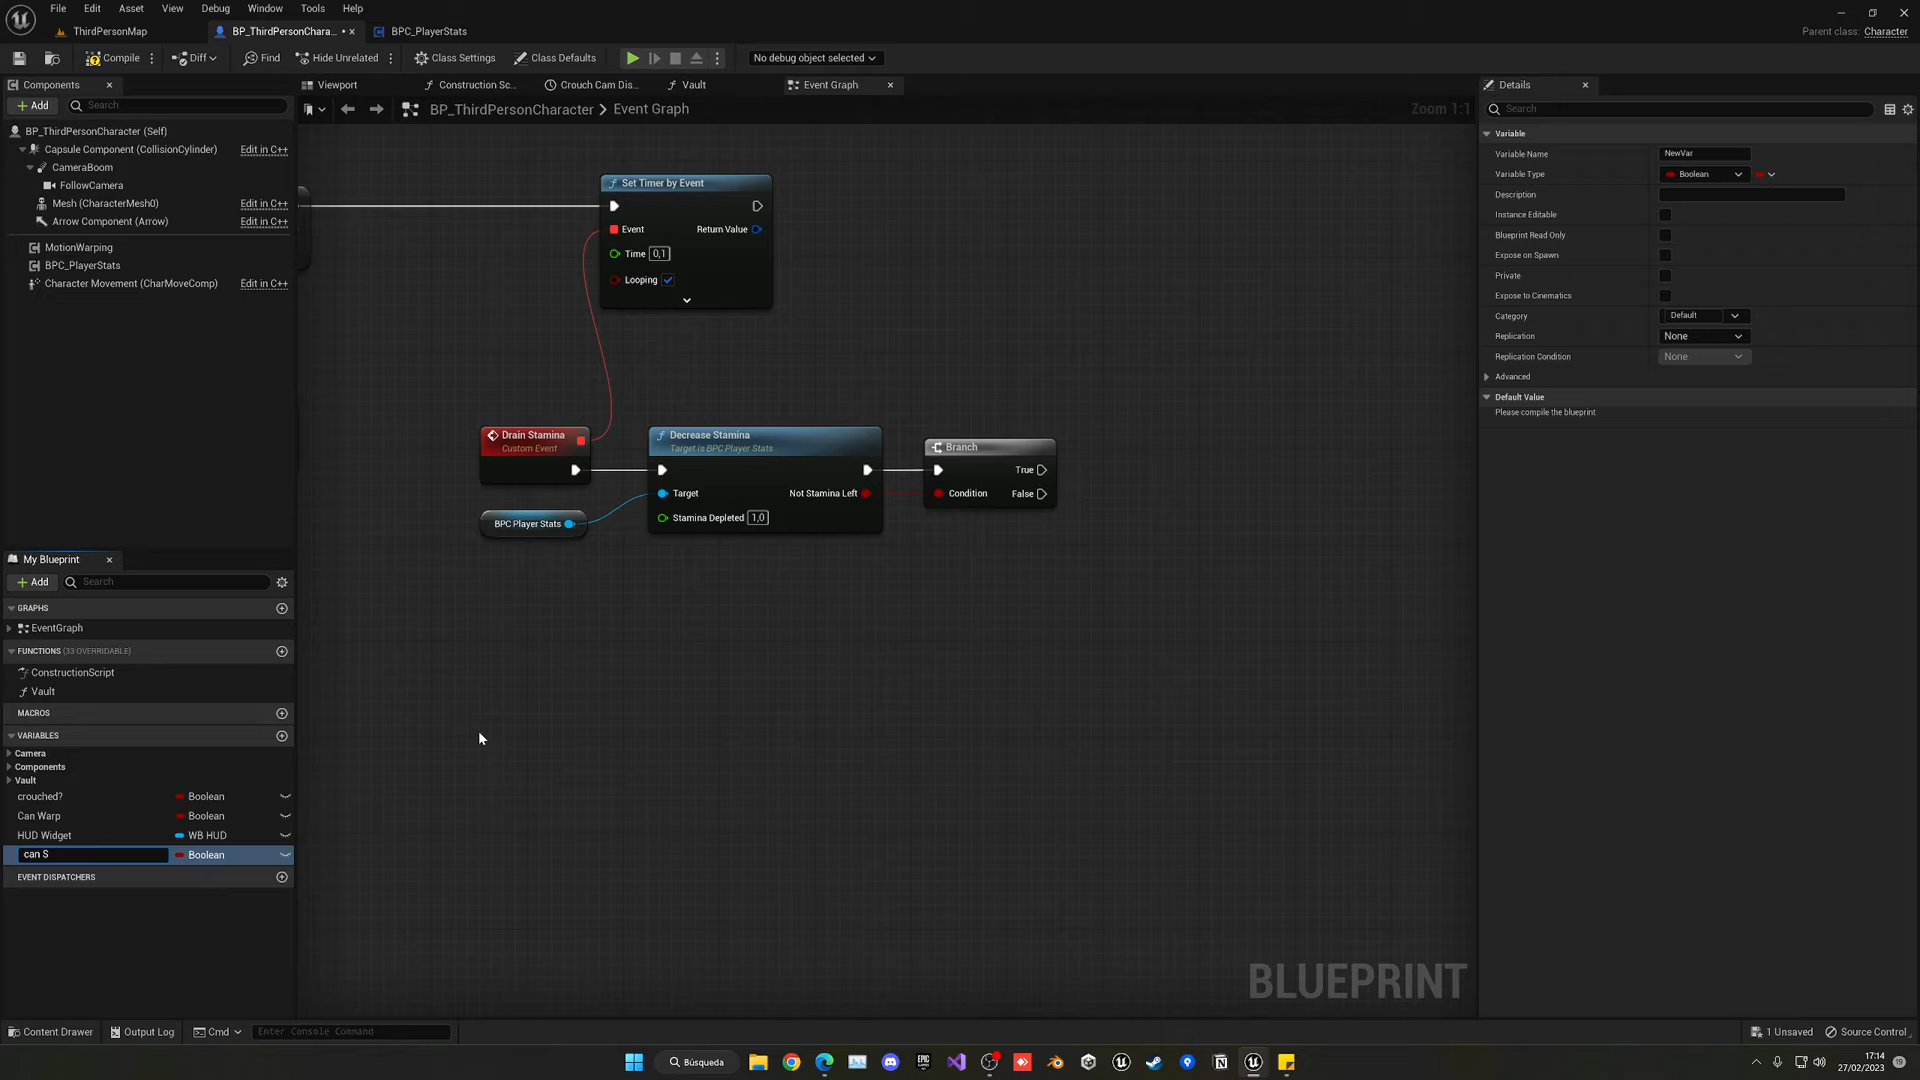 File Edit Asset View Debug Window Tools Help
ThirdPersonMap
BP_ThirdPersonChara... •
BPC_PlayerStats
Parent class: Character
Compile
Diff
Find
Hide Unrelated
Class Settings
Class Defaults
No debug object selected
Components
Viewport
Construction Sc...
Crouch Cam Dis...
Vault
Event Graph
Details
+ Add
Search
BP_ThirdPersonCharacter > Event Graph
Zoom 1:1
Search
BP_ThirdPersonCharacter (Self)
Capsule Component (CollisionCylinder) Edit in C++
CameraBoom
FollowCamera
Mesh (CharacterMesh0) Edit in C++
Arrow Component (Arrow) Edit in C++
MotionWarping
BPC_PlayerStats
Character Movement (CharMoveComp) Edit in C++
Set Timer by Event
Event
Return Value
Time 0,1
Looping
Drain Stamina
Custom Event
Decrease Stamina
Target is BPC Player Stats
Target
Not Stamina Left
Stamina Depleted 1,0
BPC Player Stats
Branch
True
Condition
False
Variable
Variable Name NewVar
Variable Type Boolean
Description
Instance Editable
Blueprint Read Only
Expose on Spawn
Private
Expose to Cinematics
Category Default
Replication None
Replication Condition None
Advanced
Default Value
Please compile the blueprint
My Blueprint
+ Add
Search
GRAPHS
EventGraph
FUNCTIONS (33 OVERRIDABLE)
ConstructionScript
Vault
MACROS
VARIABLES
Camera
Components
Vault
crouched? Boolean
Can Warp Boolean
HUD Widget WB HUD
can S Boolean
EVENT DISPATCHERS
BLUEPRINT
Content Drawer
Output Log
Cmd
Enter Console Command
1 Unsaved
Source Control
Búsqueda
EPIC GAMES
17:14
27/02/2023
19